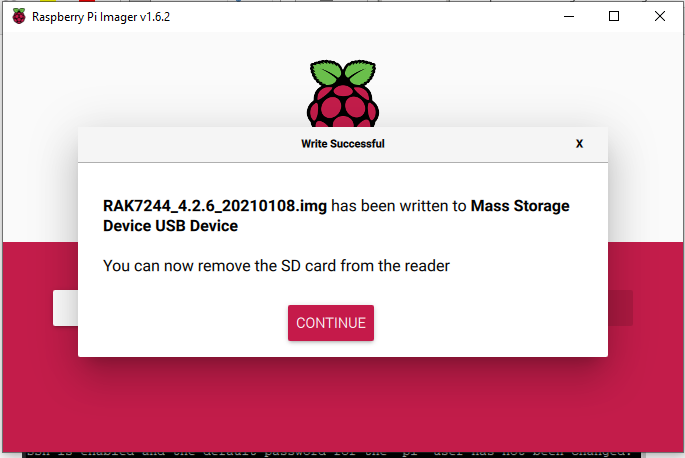 Raspberry Pi Imager v1.6.2
Write Successful
X
RAK7244_4.2.6_20210108.img has been written to Mass Storage
Device USB Device
You can now remove the SD card from the reader
CONTINUE
SSH is enabled and the default password for the 'pi' user has not been changed.